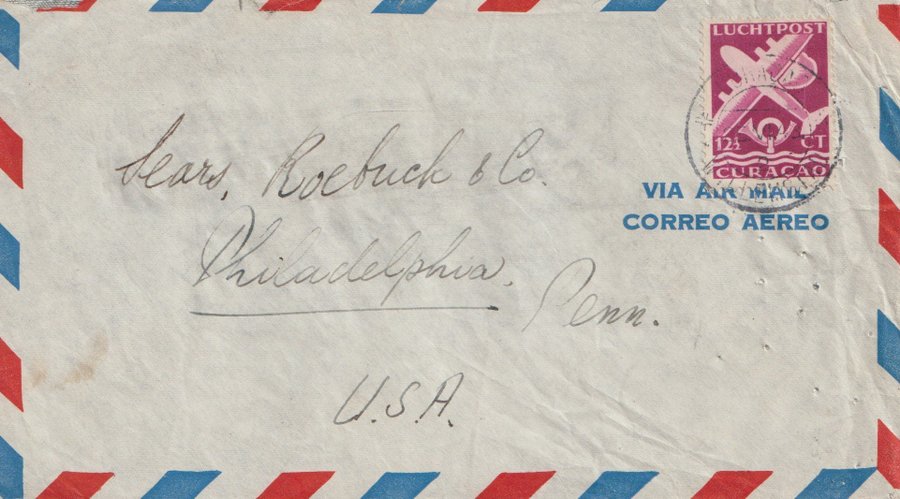 LUCHTPOST
12½ CT
CURAÇAO
VIA AIR MAIL
CORREO AEREO
Sears, Roebuck & Co.
Philadelphia,
Penn.
U.S.A.